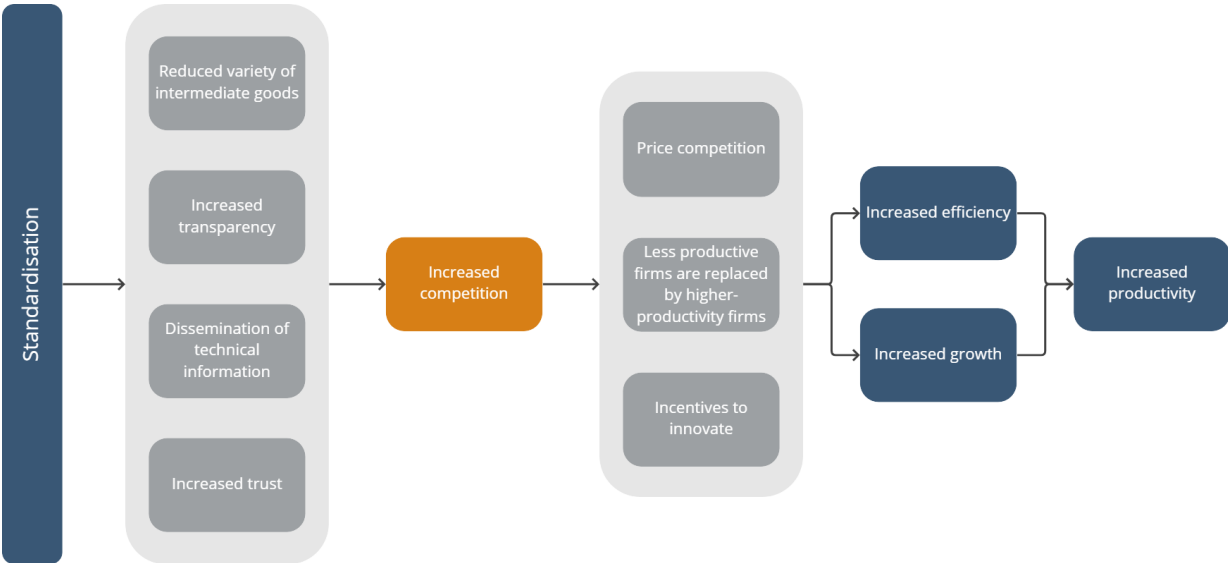 Standardisation
Reduced variety of
intermediate goods
Increased
transparency
Dissemination of
technical
information
Increased trust
Increased
competition
Price competition
Less productive
firms are replaced
by higher-
productivity firms
Incentives to
innovate
Increased efficiency
Increased growth
Increased
productivity